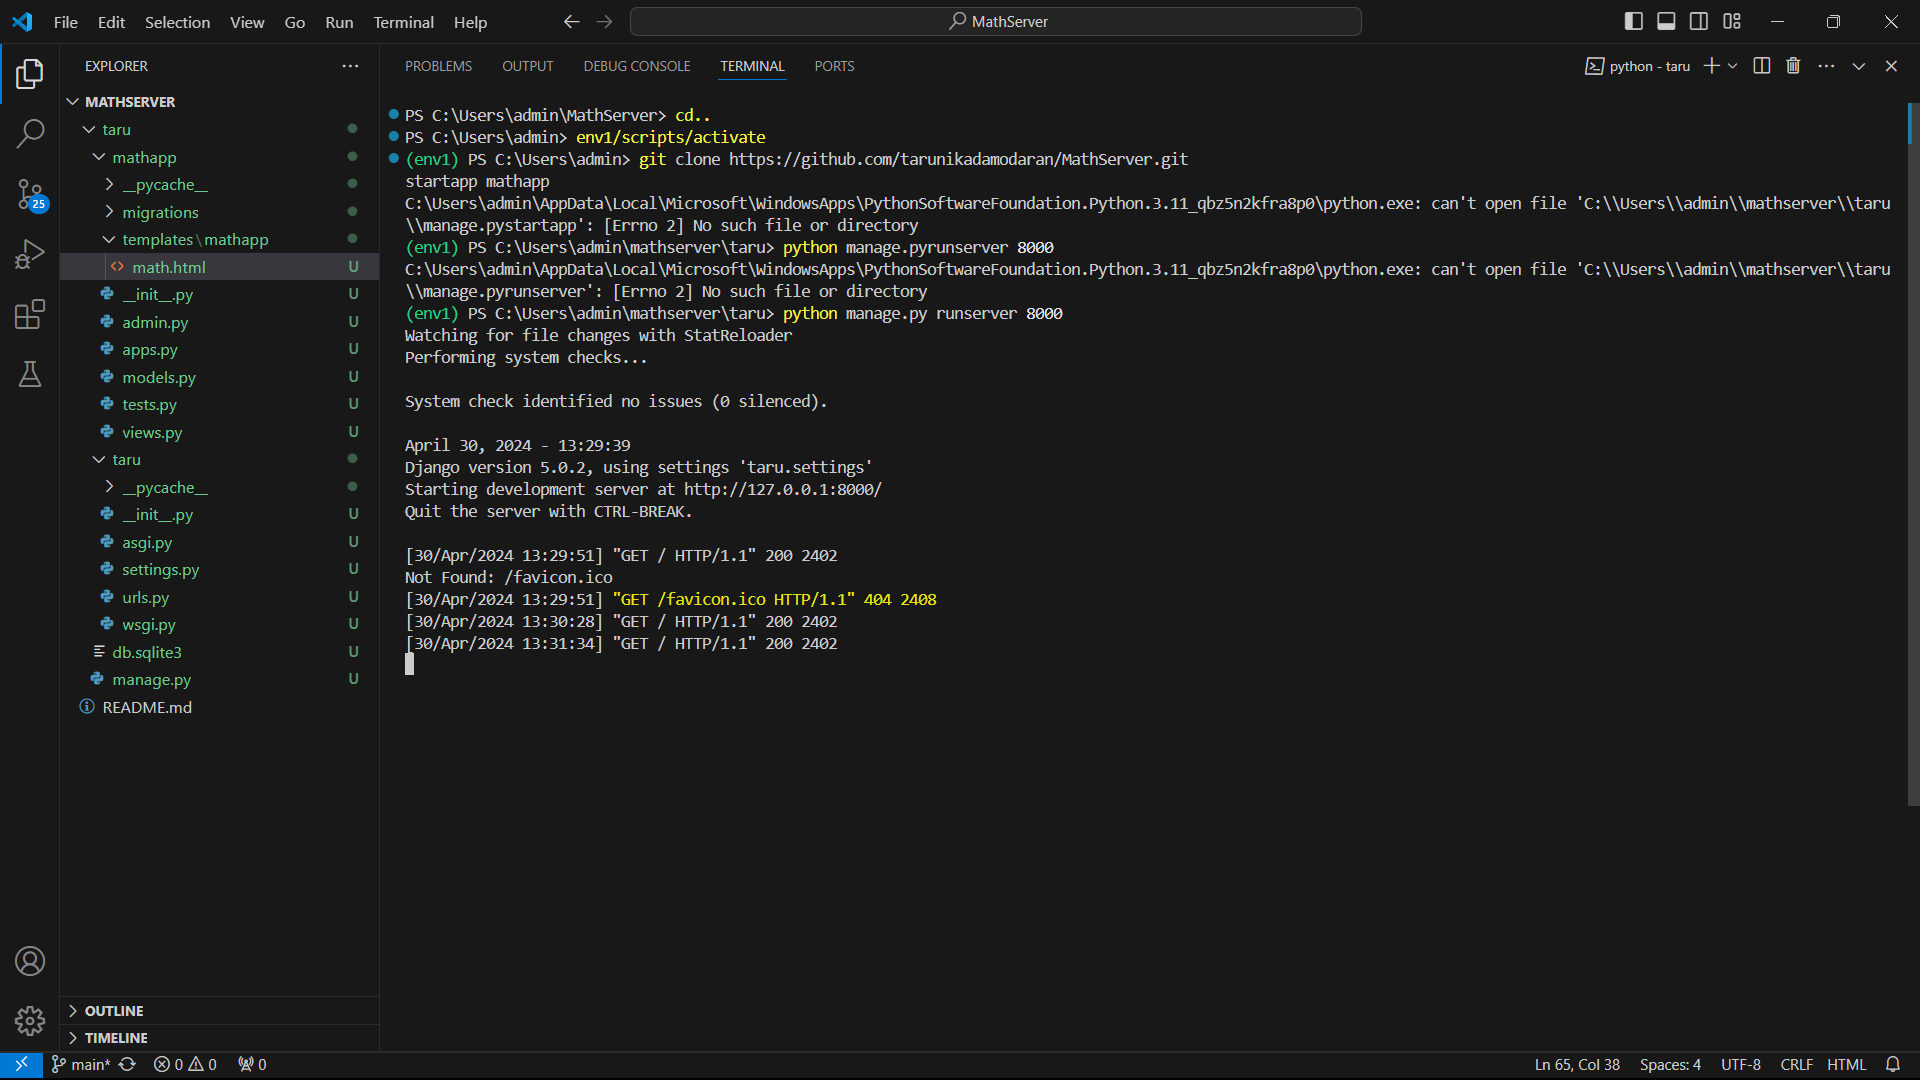 File Edit Selection View Go Run Terminal Help
MathServer
EXPLORER
MATHSERVER
taru
mathapp
__pycache__
migrations
templates\mathapp
<> math.html U
__init__.py U
admin.py U
apps.py U
models.py U
tests.py U
views.py U
taru
__pycache__
__init__.py U
asgi.py U
settings.py U
urls.py U
wsgi.py U
db.sqlite3 U
manage.py U
README.md
OUTLINE
TIMELINE
25
PROBLEMS OUTPUT DEBUG CONSOLE TERMINAL PORTS
python - taru
PS C:\Users\admin\MathServer> cd..
PS C:\Users\admin> env1/scripts/activate
(env1) PS C:\Users\admin> git clone https://github.com/tarunikadamodaran/MathServer.git
startapp mathapp
C:\Users\admin\AppData\Local\Microsoft\WindowsApps\PythonSoftwareFoundation.Python.3.11_qbz5n2kfra8p0\python.exe: can't open file 'C:\\Users\\admin\\mathserver\\taru
\\manage.pystartapp': [Errno 2] No such file or directory
(env1) PS C:\Users\admin\mathserver\taru> python manage.pyrunserver 8000
C:\Users\admin\AppData\Local\Microsoft\WindowsApps\PythonSoftwareFoundation.Python.3.11_qbz5n2kfra8p0\python.exe: can't open file 'C:\\Users\\admin\\mathserver\\taru
\\manage.pyrunserver': [Errno 2] No such file or directory
(env1) PS C:\Users\admin\mathserver\taru> python manage.py runserver 8000
Watching for file changes with StatReloader
Performing system checks...
System check identified no issues (0 silenced).
April 30, 2024 - 13:29:39
Django version 5.0.2, using settings 'taru.settings'
Starting development server at http://127.0.0.1:8000/
Quit the server with CTRL-BREAK.
[30/Apr/2024 13:29:51] "GET / HTTP/1.1" 200 2402
Not Found: /favicon.ico
[30/Apr/2024 13:29:51] "GET /favicon.ico HTTP/1.1" 404 2408
[30/Apr/2024 13:30:28] "GET / HTTP/1.1" 200 2402
[30/Apr/2024 13:31:34] "GET / HTTP/1.1" 200 2402
main* 0 0 0
Ln 65, Col 38 Spaces: 4 UTF-8 CRLF HTML